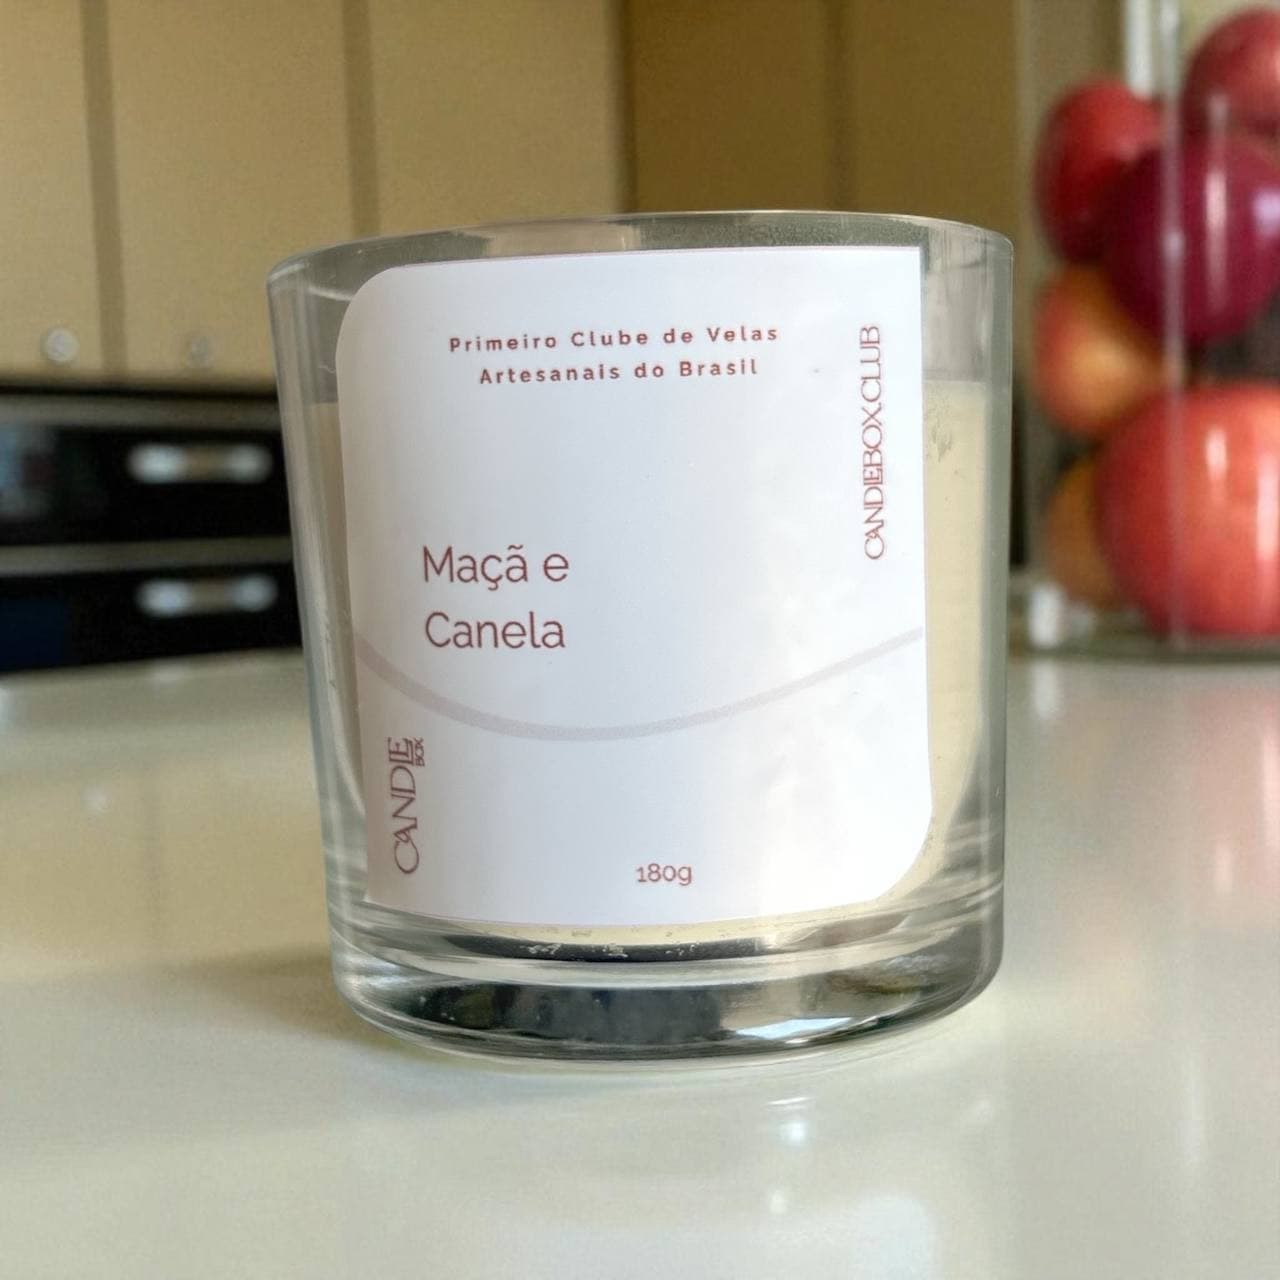 Primeiro Clube de Velas
Artesanais do Brasil
CANDLEBOX.CLUB
Maçã e
Canela
CANDLE
BOX
180g